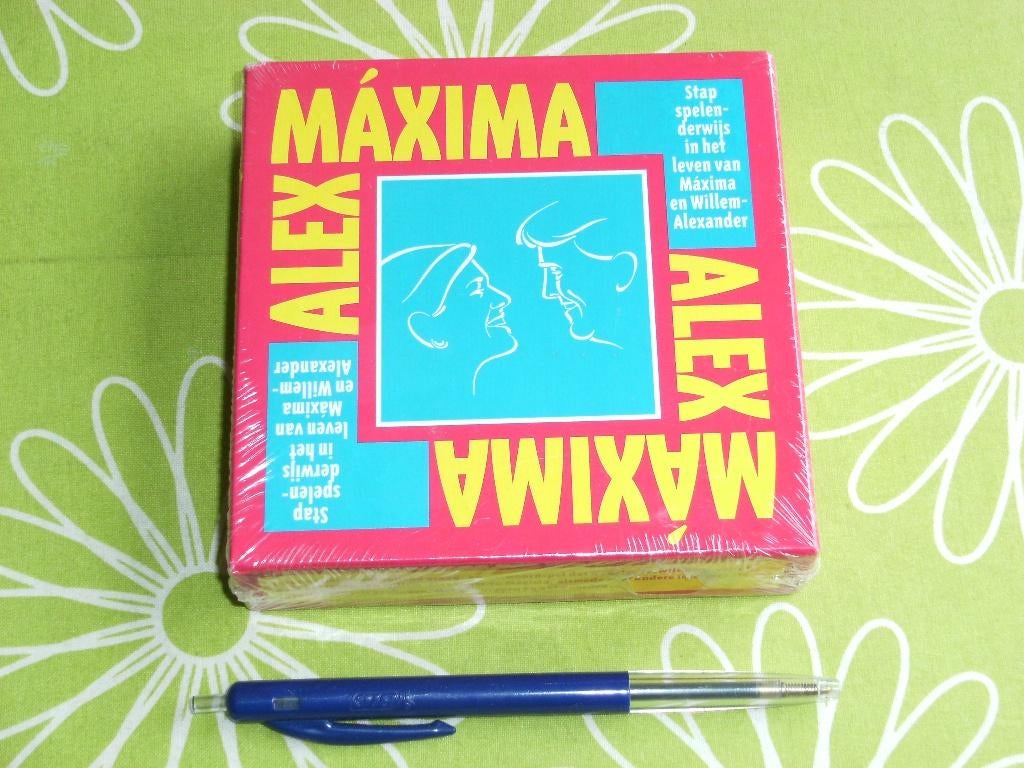 MÁXIMA
ALEX
Stap
spelen-
derwijs
in het
leven van
Máxima
en Willem-
Alexander
ALEX
MÁXIMA
Stap
spelen-
derwijs
in het
leven van
Máxima
en Willem-
Alexander